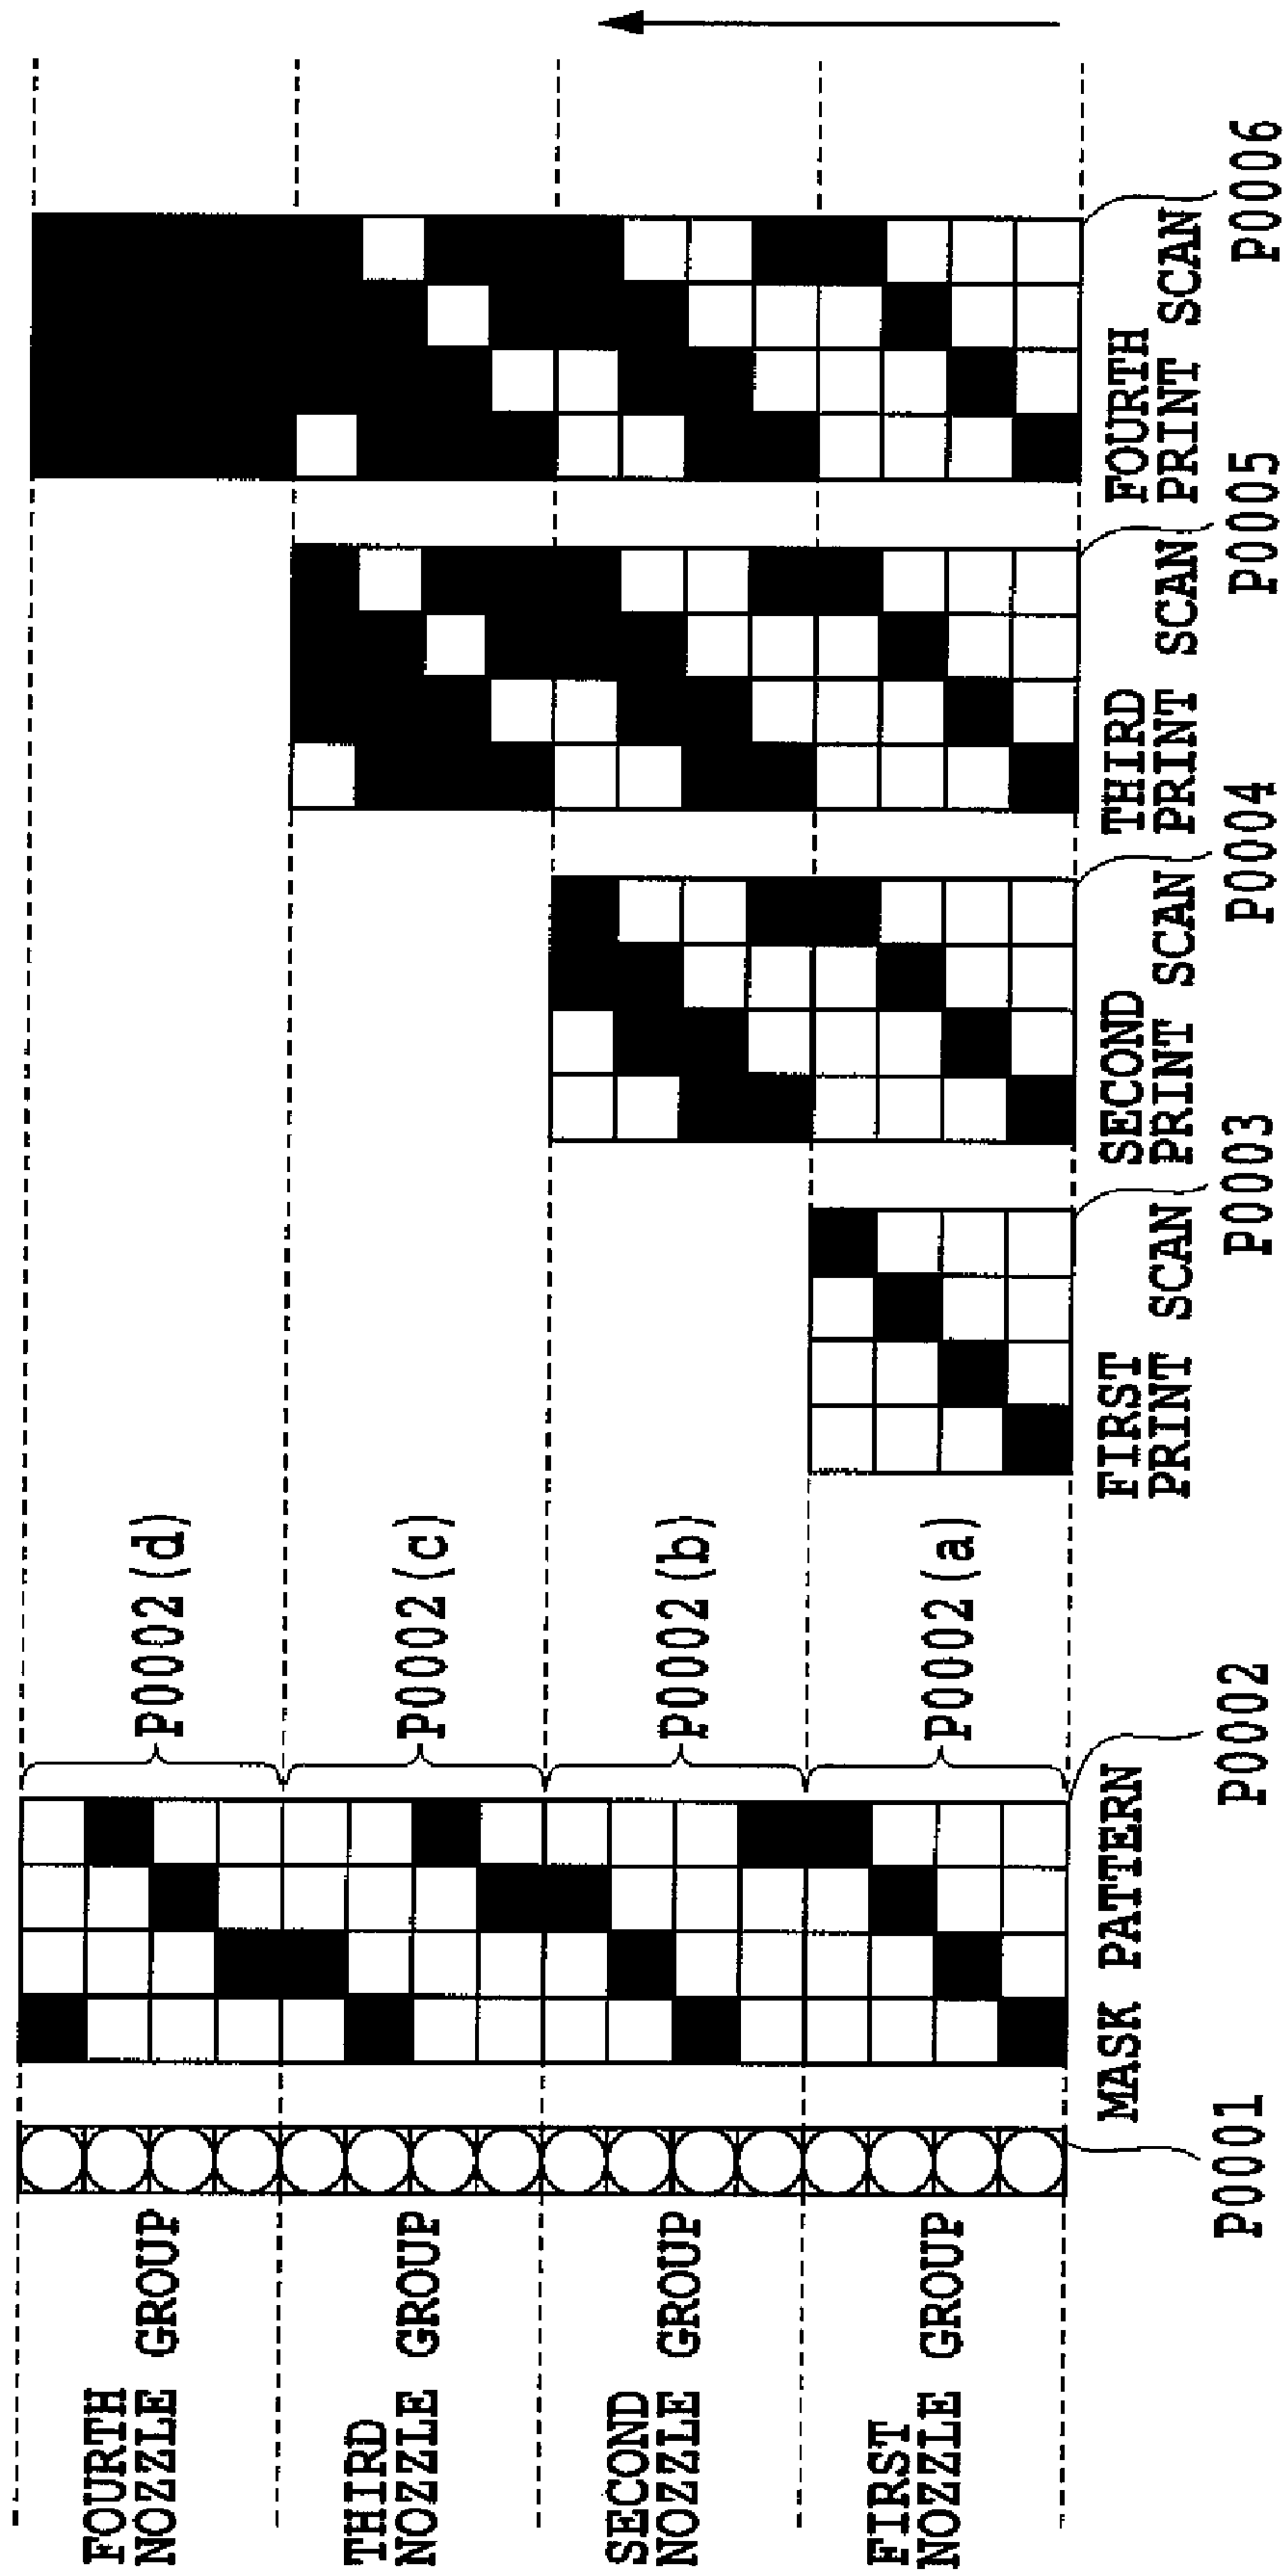 FOURTH
NOZZLE GROUP
THIRD
NOZZLE GROUP
SECOND
NOZZLE GROUP
FIRST
NOZZLE GROUP
P0001
MASK PATTERN
P0002
P0002(d)
P0002(c)
P0002(b)
P0002(a)
FIRST
PRINT SCAN
P0003
SECOND
PRINT SCAN
P0004
THIRD
PRINT SCAN
P0005
FOURTH
PRINT SCAN
P0006